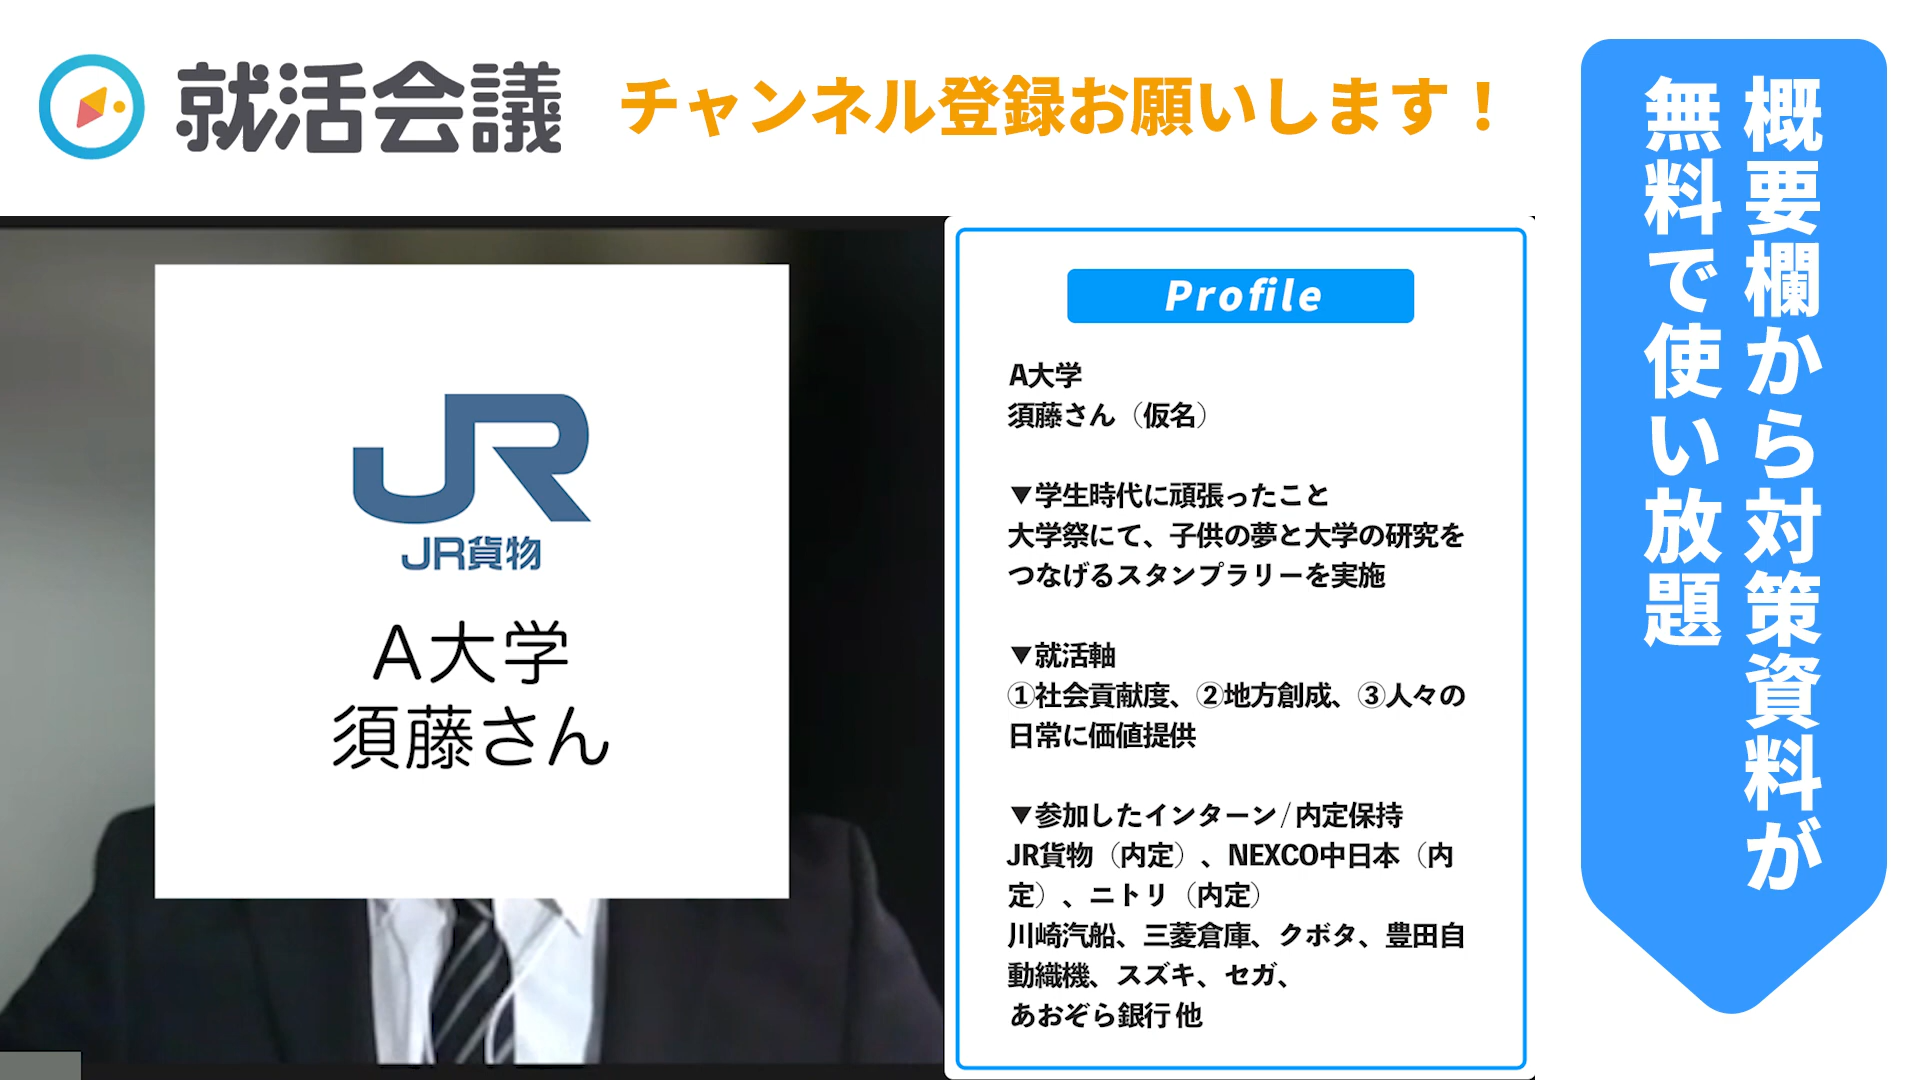 就活会議
チャンネル登録お願いします！
概要欄から対策資料が
無料で使い放題
JR
JR貨物
A大学
須藤さん
Profile
A大学
須藤さん（仮名）
▼学生時代に頑張ったこと
大学祭にて、子供の夢と大学の研究を
つなげるスタンプラリーを実施
▼就活軸
①社会貢献度、②地方創成、③人々の
日常に価値提供
▼参加したインターン/内定保持
JR貨物（内定）、NEXCO中日本（内
定）、ニトリ（内定）
川崎汽船、三菱倉庫、クボタ、豊田自
動織機、スズキ、セガ、
あおぞら銀行 他